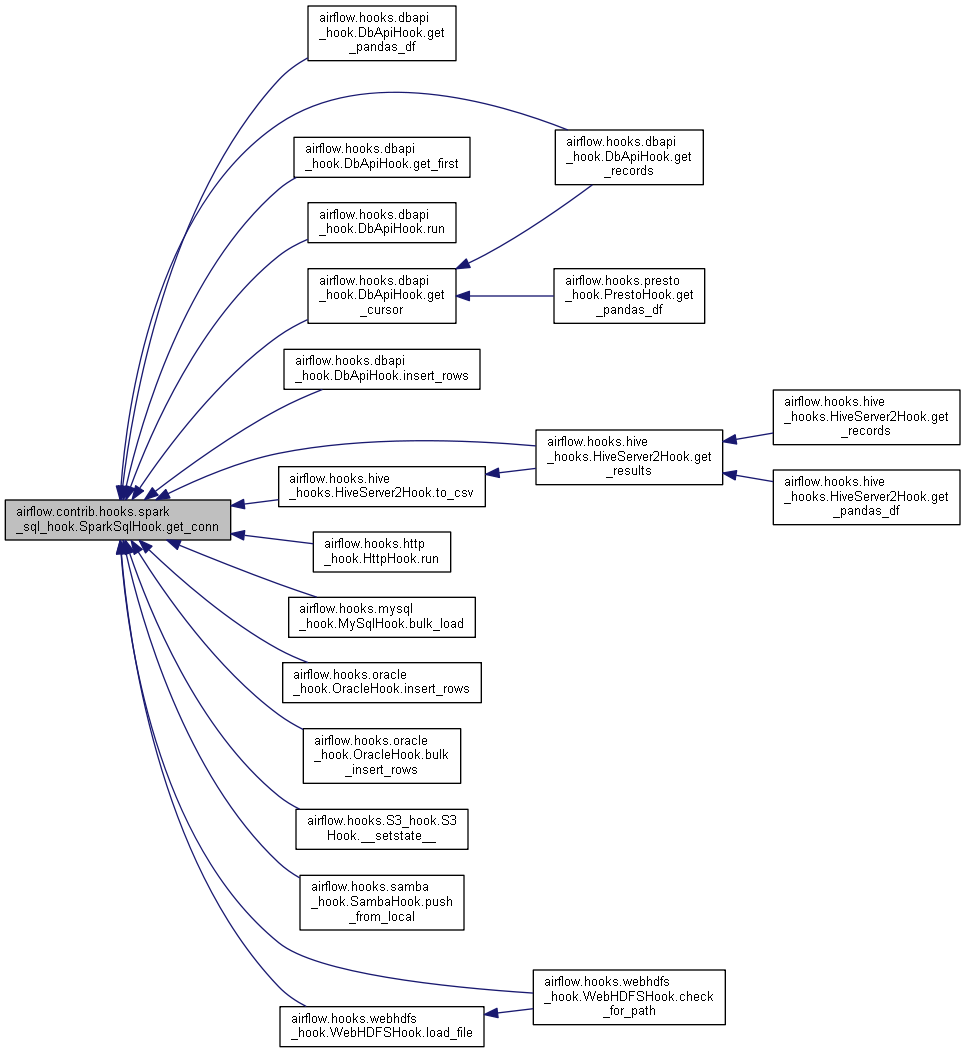 airflow.hooks.dbapi
_hook.DbApiHook.get
_pandas_df
airflow.hooks.dbapi
_hook.DbApiHook.get
_records
airflow.hooks.dbapi
_hook.DbApiHook.get_first
airflow.hooks.dbapi
_hook.DbApiHook.run
airflow.hooks.dbapi
_hook.DbApiHook.get
_cursor
airflow.hooks.presto
_hook.PrestoHook.get
_pandas_df
airflow.hooks.dbapi
_hook.DbApiHook.insert_rows
airflow.hooks.hive
_hooks.HiveServer2Hook.get
_records
airflow.hooks.hive
_hooks.HiveServer2Hook.get
_results
airflow.hooks.hive
_hooks.HiveServer2Hook.to_csv
airflow.hooks.hive
_hooks.HiveServer2Hook.get
_pandas_df
airflow.contrib.hooks.spark
_sql_hook.SparkSqlHook.get_conn
airflow.hooks.http
_hook.HttpHook.run
airflow.hooks.mysql
_hook.MySqlHook.bulk_load
airflow.hooks.oracle
_hook.OracleHook.insert_rows
airflow.hooks.oracle
_hook.OracleHook.bulk
_insert_rows
airflow.hooks.S3_hook.S3
Hook.__setstate__
airflow.hooks.samba
_hook.SambaHook.push
_from_local
airflow.hooks.webhdfs
_hook.WebHDFSHook.check
_for_path
airflow.hooks.webhdfs
_hook.WebHDFSHook.load_file